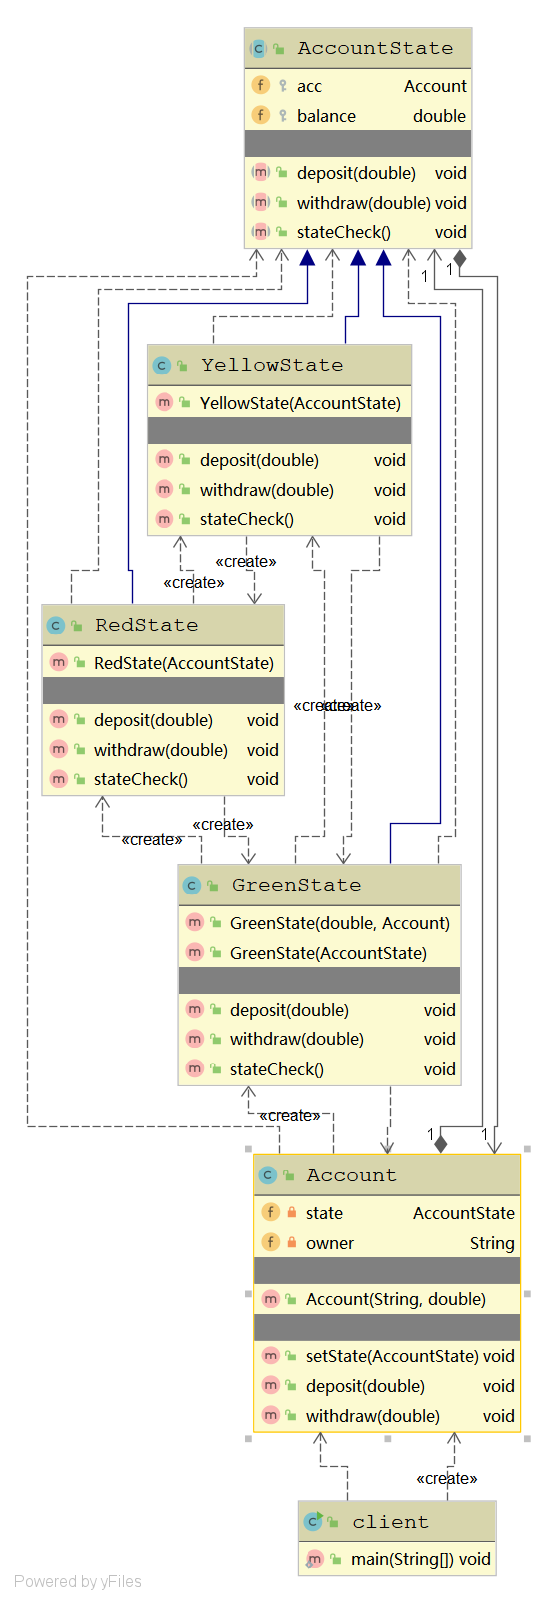 AccountState
acc Account
balance double
deposit(double) void
withdraw(double) void
stateCheck() void
1 1
YellowState
YellowState(AccountState)
deposit(double) void
withdraw(double) void
stateCheck() void
«create»
«create»
RedState
RedState(AccountState)
deposit(double) void
withdraw(double) void
stateCheck() void
«create» «create»
«create»
«create»
GreenState
GreenState(double, Account)
GreenState(AccountState)
deposit(double) void
withdraw(double) void
stateCheck() void
«create»
1 1
Account
state AccountState
owner String
Account(String, double)
setState(AccountState) void
deposit(double) void
withdraw(double) void
«create»
client
main(String[]) void
Powered by yFiles